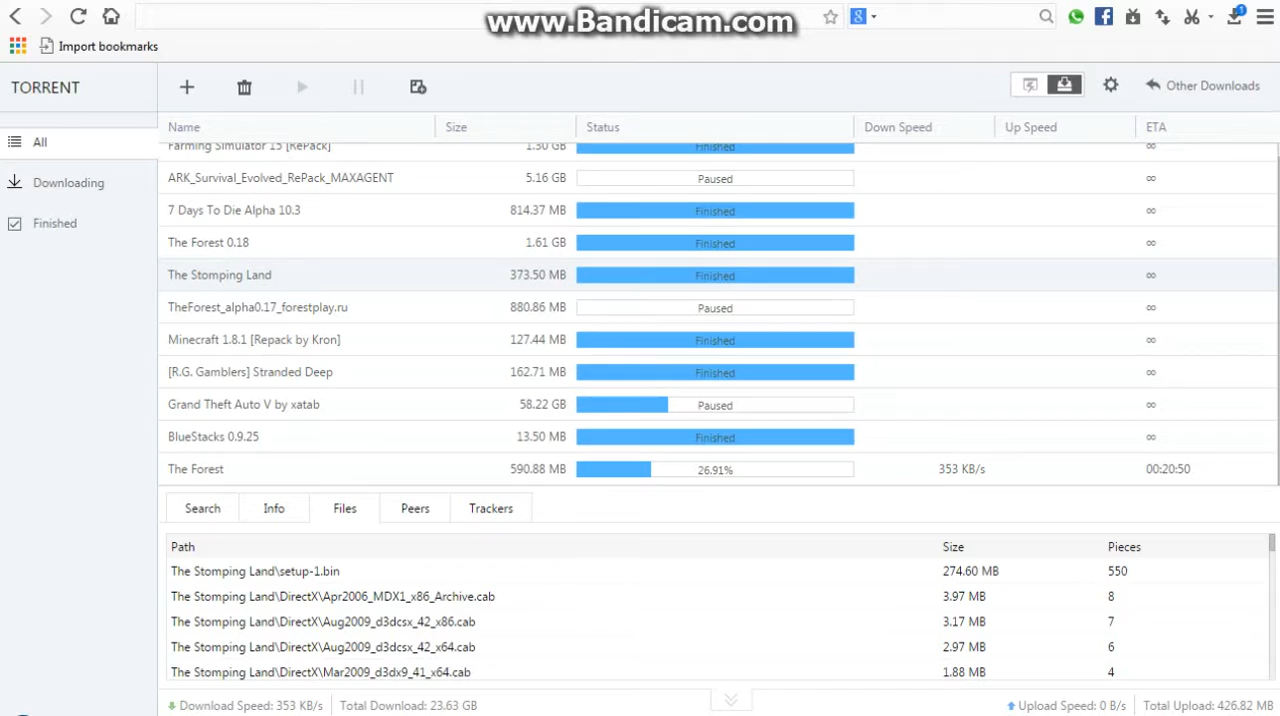 www.Bandicam.com
1
Import bookmarks
TORRENT
Other Downloads
Name Size Status Down Speed Up Speed ETA
All
Downloading
Finished
Farming Simulator 15 [RePack] 1.30 GB Finished ∞
ARK_Survival_Evolved_RePack_MAXAGENT 5.16 GB Paused ∞
7 Days To Die Alpha 10.3 814.37 MB Finished ∞
The Forest 0.18 1.61 GB Finished ∞
The Stomping Land 373.50 MB Finished ∞
TheForest_alpha0.17_forestplay.ru 880.86 MB Paused ∞
Minecraft 1.8.1 [Repack by Kron] 127.44 MB Finished ∞
[R.G. Gamblers] Stranded Deep 162.71 MB Finished ∞
Grand Theft Auto V by xatab 58.22 GB Paused ∞
BlueStacks 0.9.25 13.50 MB Finished ∞
The Forest 590.88 MB 26.91% 353 KB/s 00:20:50
Search Info Files Peers Trackers
Path Size Pieces
The Stomping Land\setup-1.bin 274.60 MB 550
The Stomping Land\DirectX\Apr2006_MDX1_x86_Archive.cab 3.97 MB 8
The Stomping Land\DirectX\Aug2009_d3dcsx_42_x86.cab 3.17 MB 7
The Stomping Land\DirectX\Aug2009_d3dcsx_42_x64.cab 2.97 MB 6
The Stomping Land\DirectX\Mar2009_d3dx9_41_x64.cab 1.88 MB 4
Download Speed: 353 KB/s Total Download: 23.63 GB Upload Speed: 0 B/s Total Upload: 426.82 MB